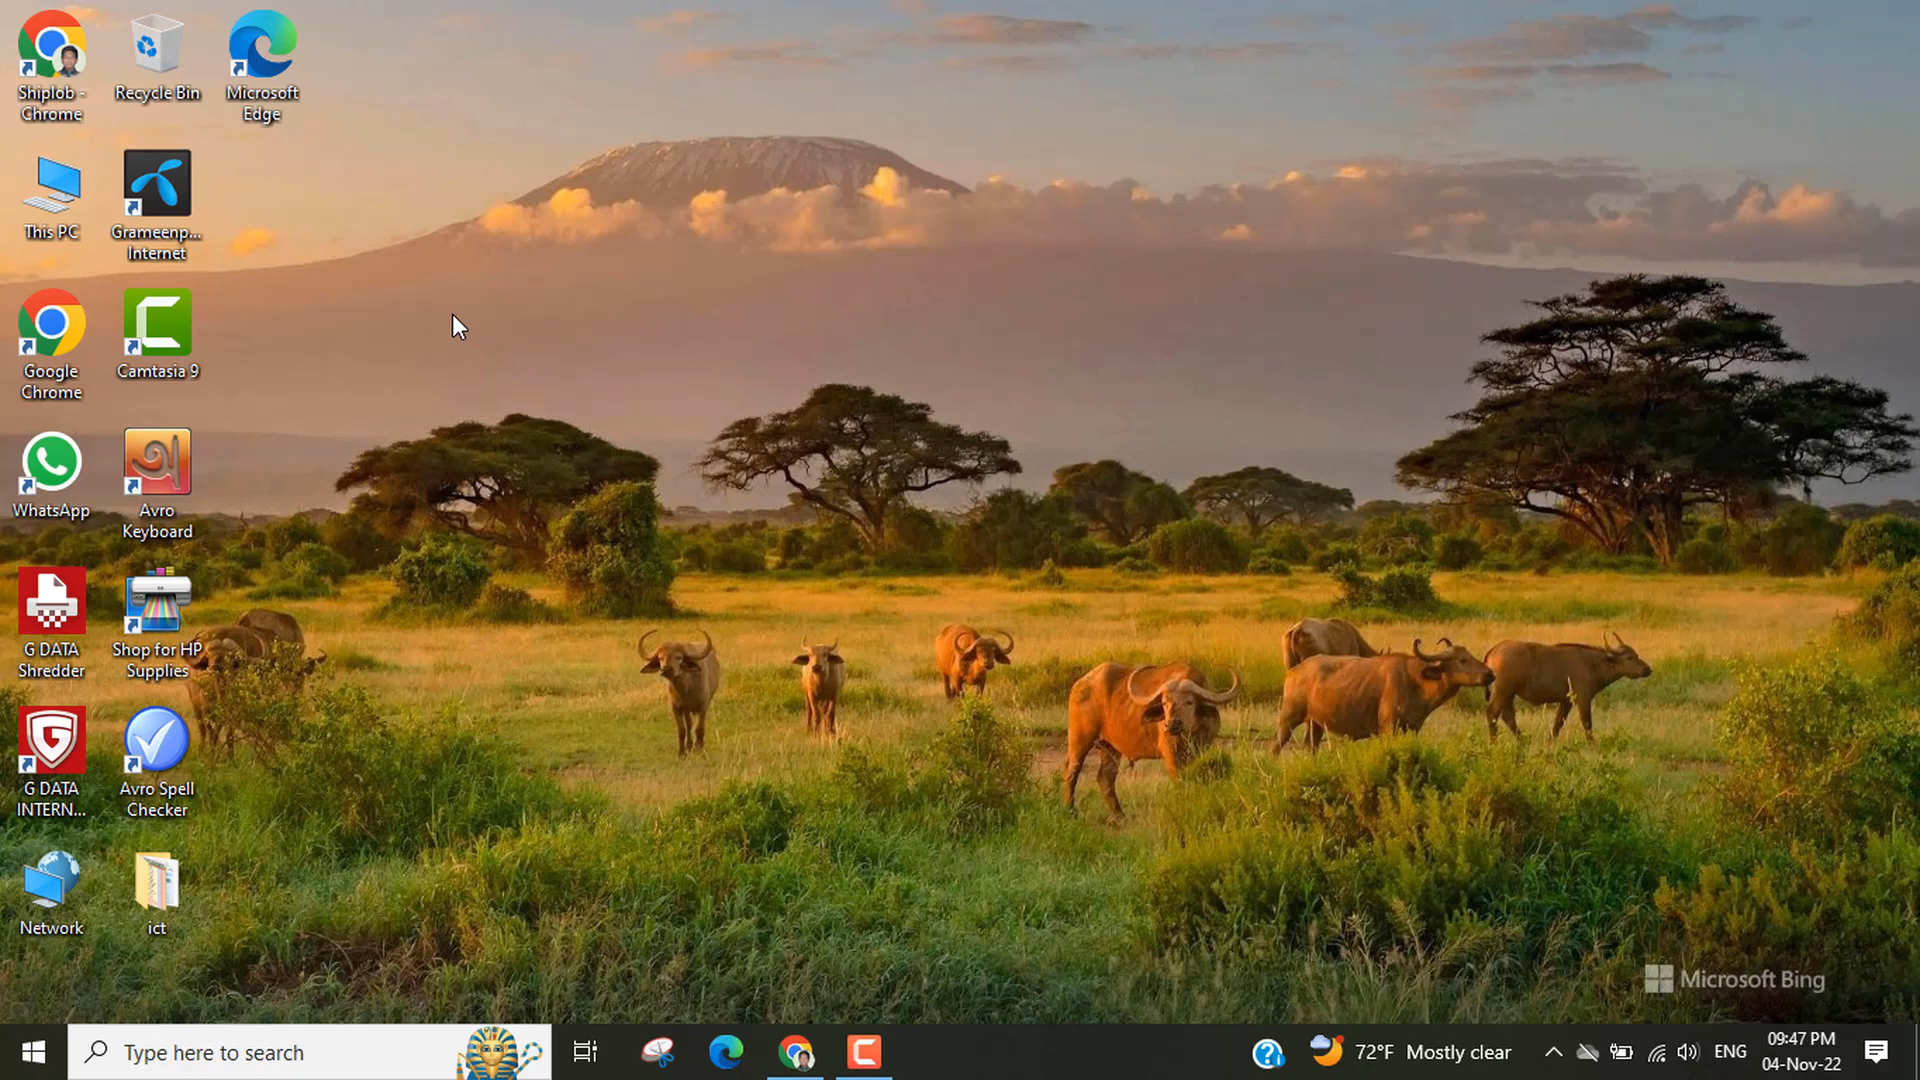 Shiplob -
Chrome
Recycle Bin
Microsoft
Edge
This PC
Grameenp...
Internet
Google
Chrome
Camtasia 9
WhatsApp
Avro
Keyboard
G DATA
Shredder
Shop for HP
Supplies
G DATA
INTERN...
Avro Spell
Checker
Network
ict
Microsoft Bing
Type here to search
72°F Mostly clear
ENG
09:47 PM
04-Nov-22